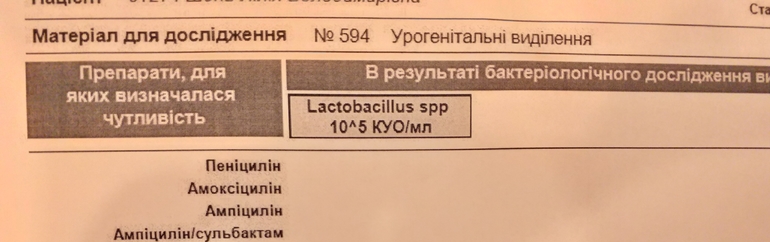 Матеріал для дослідження № 594 Урогенітальні виділення
Препарати, для
яких визначалася
чутливість
В результаті бактеріологічного дослідження
Lactobacillus spp
10^5 КУО/мл
Пеніцилін
Амоксіцилін
Ампіцилін
Ампіцилін/сульбактам